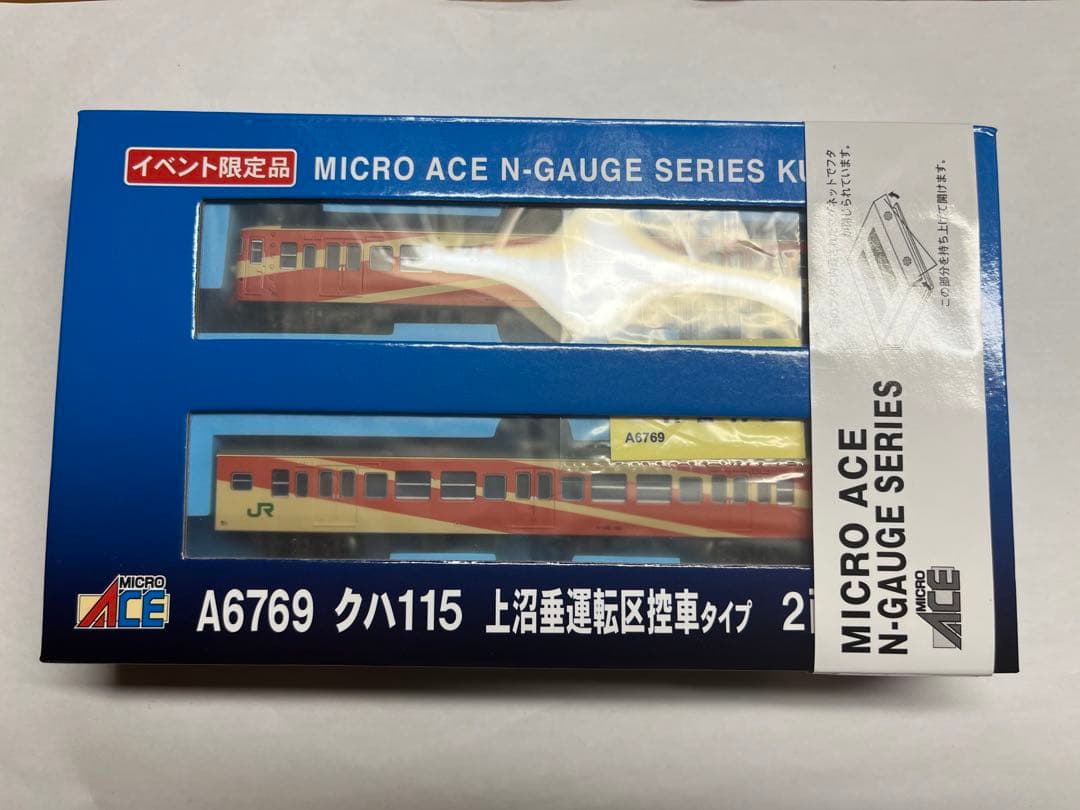 イベント限定品 MICRO ACE N-GAUGE SERIES KU
A6769
JR
MICRO
ACE
A6769 クハ115 上沼垂運転区控車タイプ 2
この部分を持ち上げて開けます。
MICRO ACE
N-GAUGE SERIES
MICRO
ACE